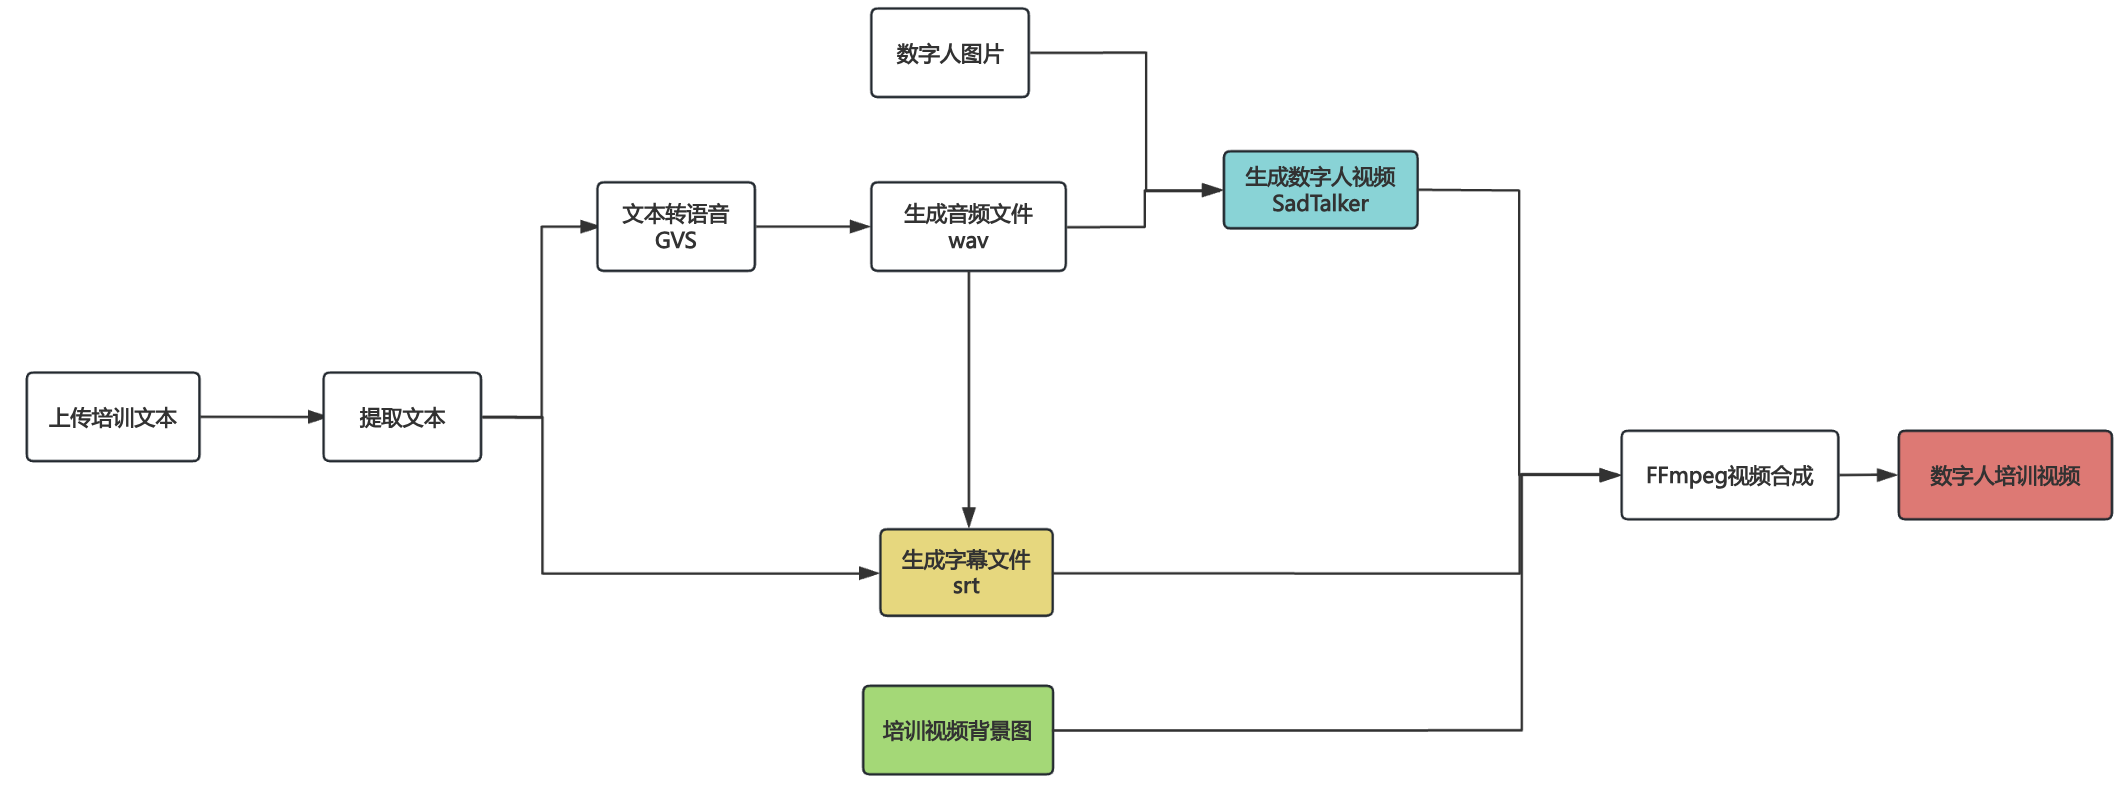 数字人图片
生成数字人视频
SadTalker
文本转语音
GVS
生成音频文件
wav
上传培训文本
提取文本
FFmpeg视频合成
数字人培训视频
生成字幕文件
srt
培训视频背景图